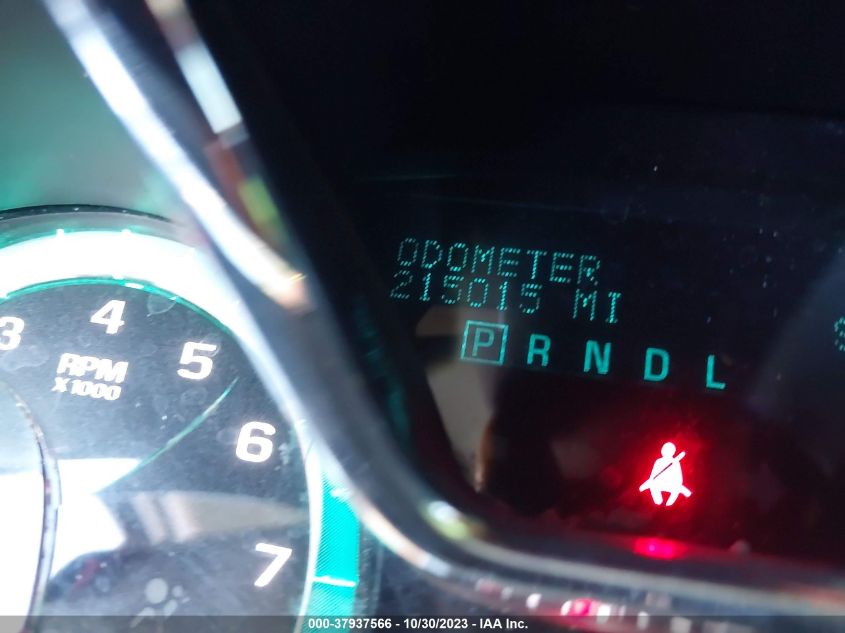 ODOMETER
215015 MI
P R N D L
3 4 5 6 7
RPM
X1000
000-37937566 - 10/30/2023 - IAA Inc.